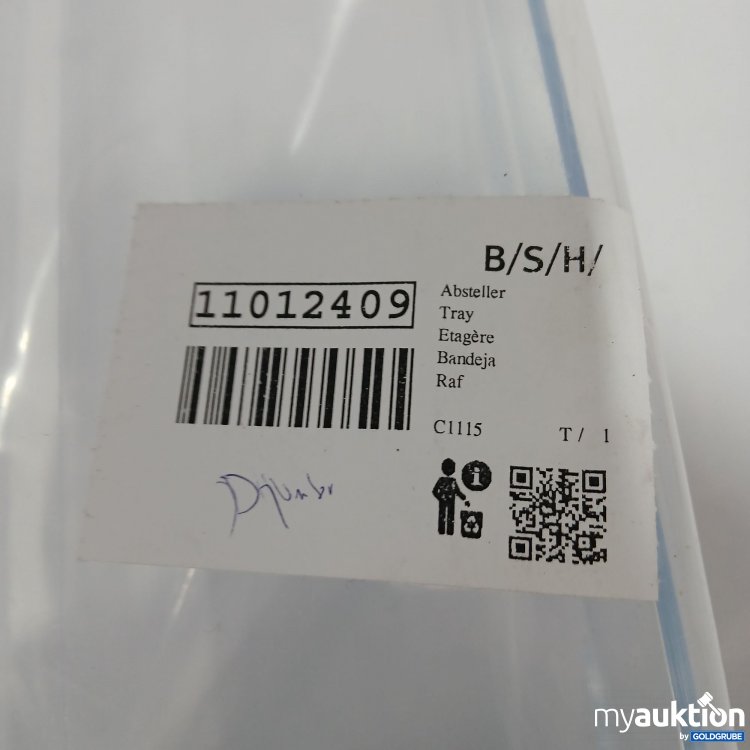 B/S/H/
11012409
Absteller
Tray
Etagère
Bandeja
Raf
C1115 T / 1
myauktion
by GOLDGRUBE